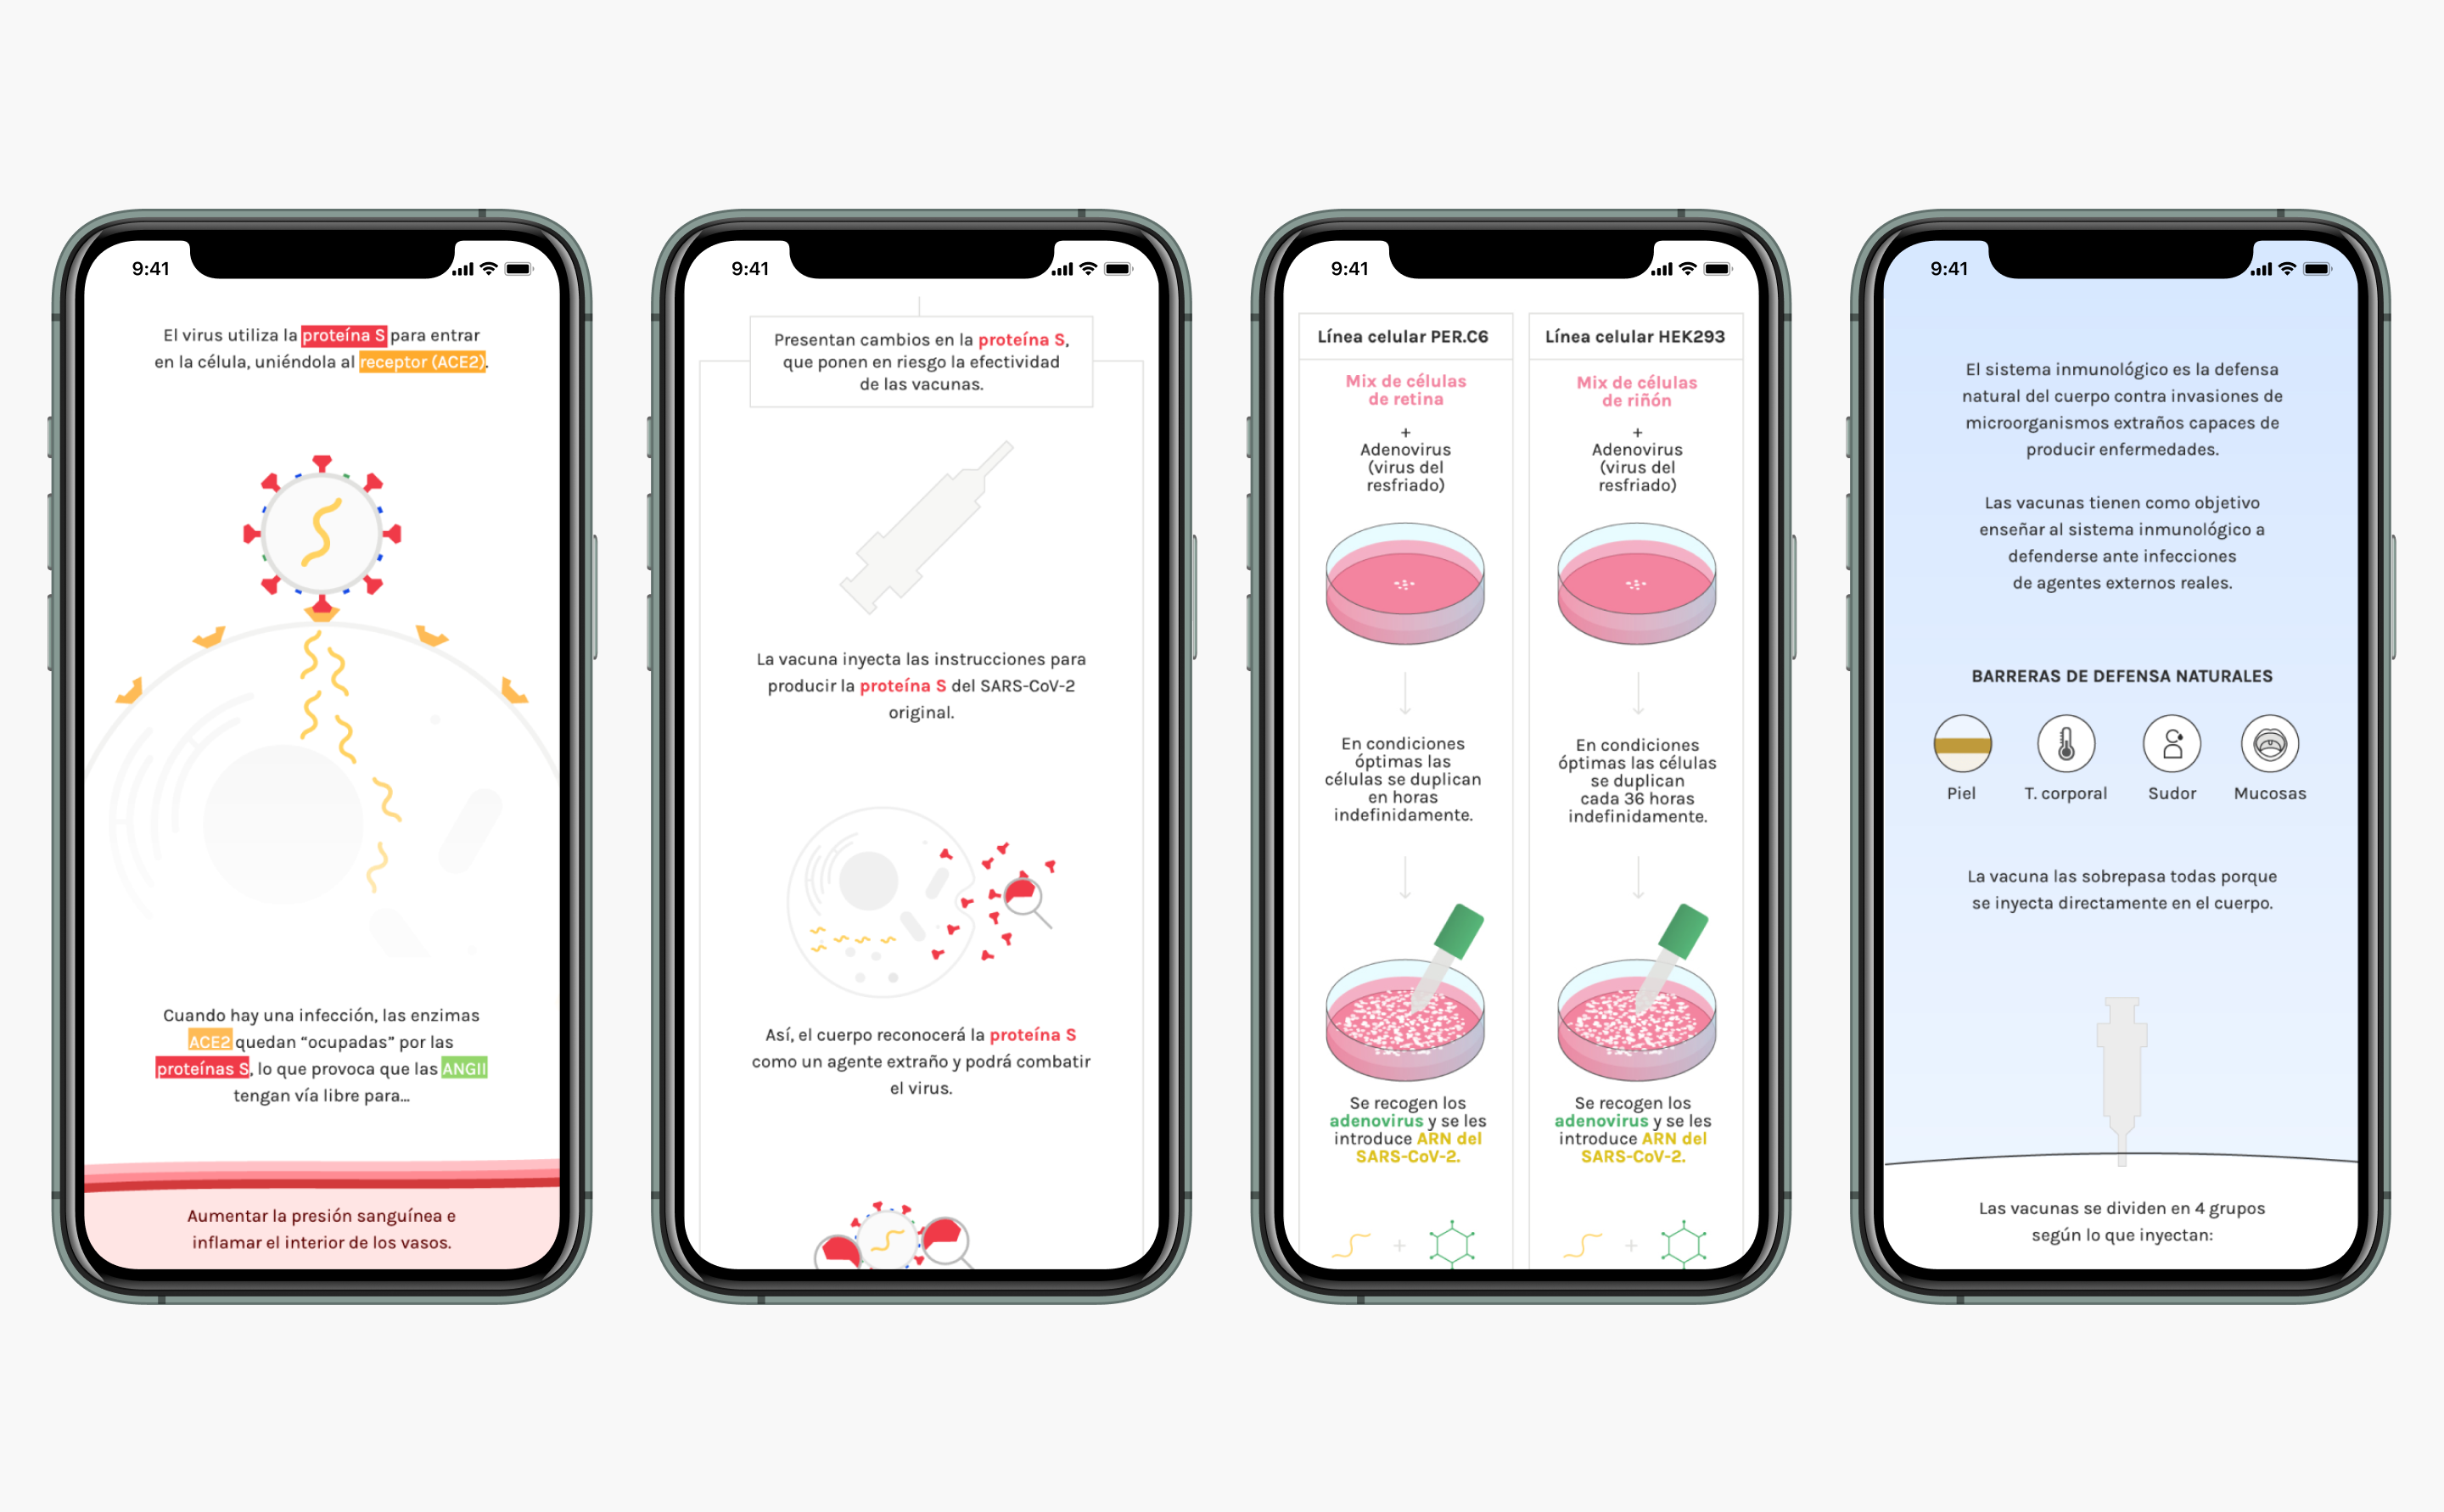 9:41
El virus utiliza la proteína S para entrar
en la célula, uniéndola al receptor (ACE2).
Cuando hay una infección, las enzimas
ACE2 quedan “ocupadas” por las
proteínas S, lo que provoca que las ANGII
tengan vía libre para...
Aumentar la presión sanguínea e
inflamar el interior de los vasos.
9:41
Presentan cambios en la proteína S,
que ponen en riesgo la efectividad
de las vacunas.
La vacuna inyecta las instrucciones para
producir la proteína S del SARS-CoV-2
original.
Así, el cuerpo reconocerá la proteína S
como un agente extraño y podrá combatir
el virus.
9:41
Línea celular PER.C6
Mix de células
de retina
+
Adenovirus
(virus del
resfriado)
En condiciones
óptimas las
células se duplican
en horas
indefinidamente.
Se recogen los
adenovirus y se les
introduce ARN del
SARS-CoV-2.
+
Línea celular HEK293
Mix de células
de riñón
+
Adenovirus
(virus del
resfriado)
En condiciones
óptimas las células
se duplican
cada 36 horas
indefinidamente.
Se recogen los
adenovirus y se les
introduce ARN del
SARS-CoV-2.
+
9:41
El sistema inmunológico es la defensa
natural del cuerpo contra invasiones de
microorganismos extraños capaces de
producir enfermedades.
Las vacunas tienen como objetivo
enseñar al sistema inmunológico a
defenderse ante infecciones
de agentes externos reales.
BARRERAS DE DEFENSA NATURALES
Piel T. corporal Sudor Mucosas
La vacuna las sobrepasa todas porque
se inyecta directamente en el cuerpo.
Las vacunas se dividen en 4 grupos
según lo que inyectan: